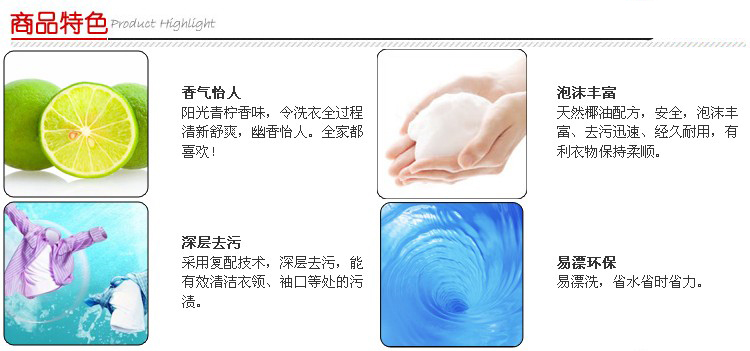 商品特色 Product Highlight
香气怡人
阳光青柠香味，令洗衣全过程
清新舒爽，幽香怡人。全家都
喜欢！
泡沫丰富
天然椰油配方，安全，泡沫丰
富、去污迅速、经久耐用，有
利衣物保持柔顺。
深层去污
采用复配技术，深层去污，能
有效清洁衣领、袖口等处的污
渍。
易漂环保
易漂洗，省水省时省力。